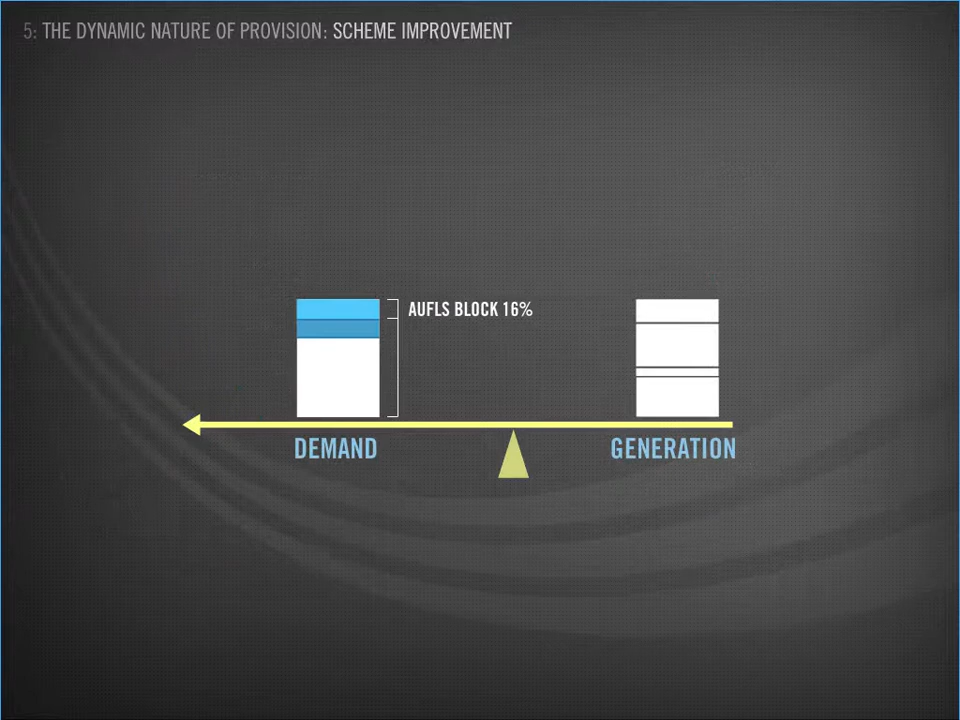 5: THE DYNAMIC NATURE OF PROVISION: SCHEME IMPROVEMENT
AUFLS BLOCK 16%
DEMAND
GENERATION